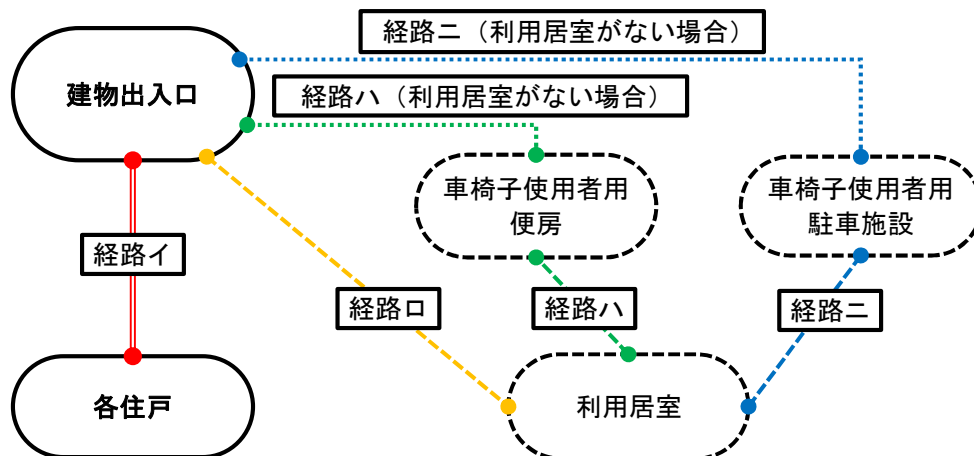 経路ニ（利用居室がない場合）
建物出入口
経路ハ（利用居室がない場合）
車椅子使用者用
便房
車椅子使用者用
駐車施設
経路イ
経路ロ
経路ハ
経路ニ
各住戸
利用居室